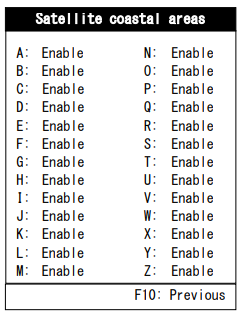 Satellite coastal areas
A: Enable N: Enable
B: Enable O: Enable
C: Enable P: Enable
D: Enable Q: Enable
E: Enable R: Enable
F: Enable S: Enable
G: Enable T: Enable
H: Enable U: Enable
I: Enable V: Enable
J: Enable W: Enable
K: Enable X: Enable
L: Enable Y: Enable
M: Enable Z: Enable
F10: Previous